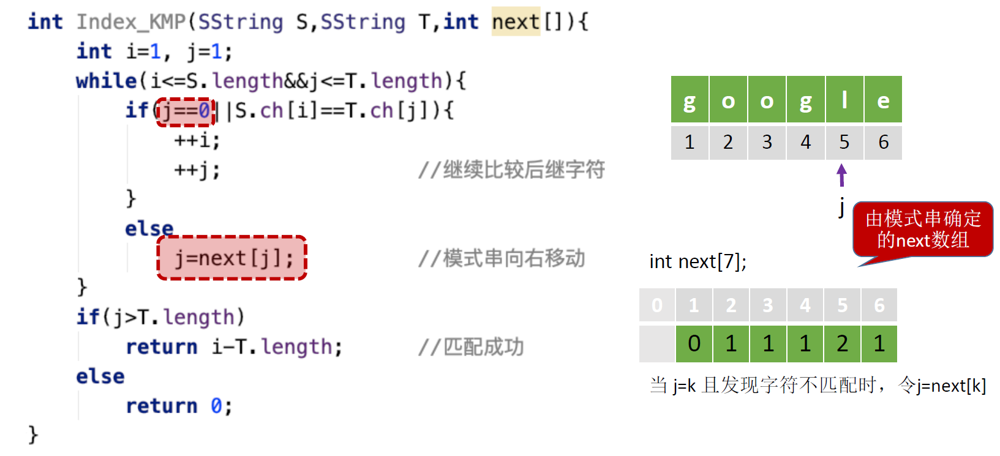 int Index_KMP(SString S,SString T,int next[]){
int i=1, j=1;
while(i<=S.length&&j<=T.length){
if(j==0||S.ch[i]==T.ch[j]){
++i;
++j; //继续比较后继字符
}
else
j=next[j]; //模式串向右移动
}
if(j>T.length)
return i-T.length; //匹配成功
else
return 0;
}
g o o g l e
1 2 3 4 5 6
j
由模式串确定
的next数组
int next[7];
0 1 2 3 4 5 6
0 1 1 1 2 1
当 j=k 且发现字符不匹配时，令j=next[k]